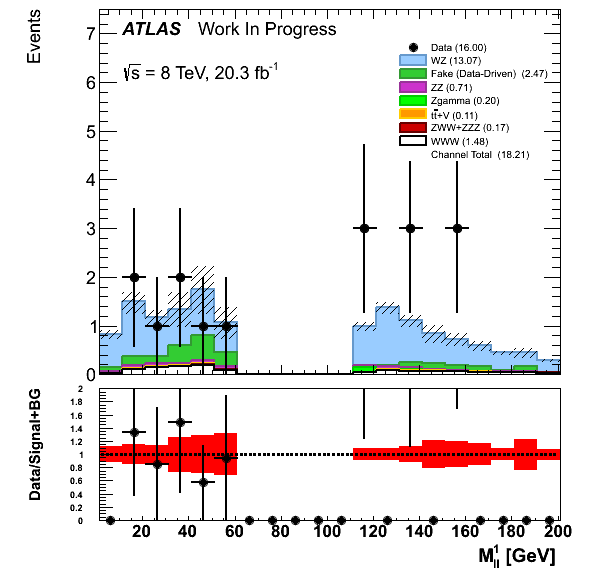 Events
ATLAS Work In Progress
√s = 8 TeV, 20.3 fb⁻¹
Data (16.00)
WZ (13.07)
Fake (Data-Driven) (2.47)
ZZ (0.71)
Zgamma (0.20)
tt̄+V (0.11)
ZWW+ZZZ (0.17)
WWW (1.48)
Channel Total (18.21)
7
6
5
4
3
2
1
0
Data/Signal+BG
2
1.8
1.6
1.4
1.2
1
0.8
0.6
0.4
0.2
0
20 40 60 80 100 120 140 160 180 200
M¹ll [GeV]